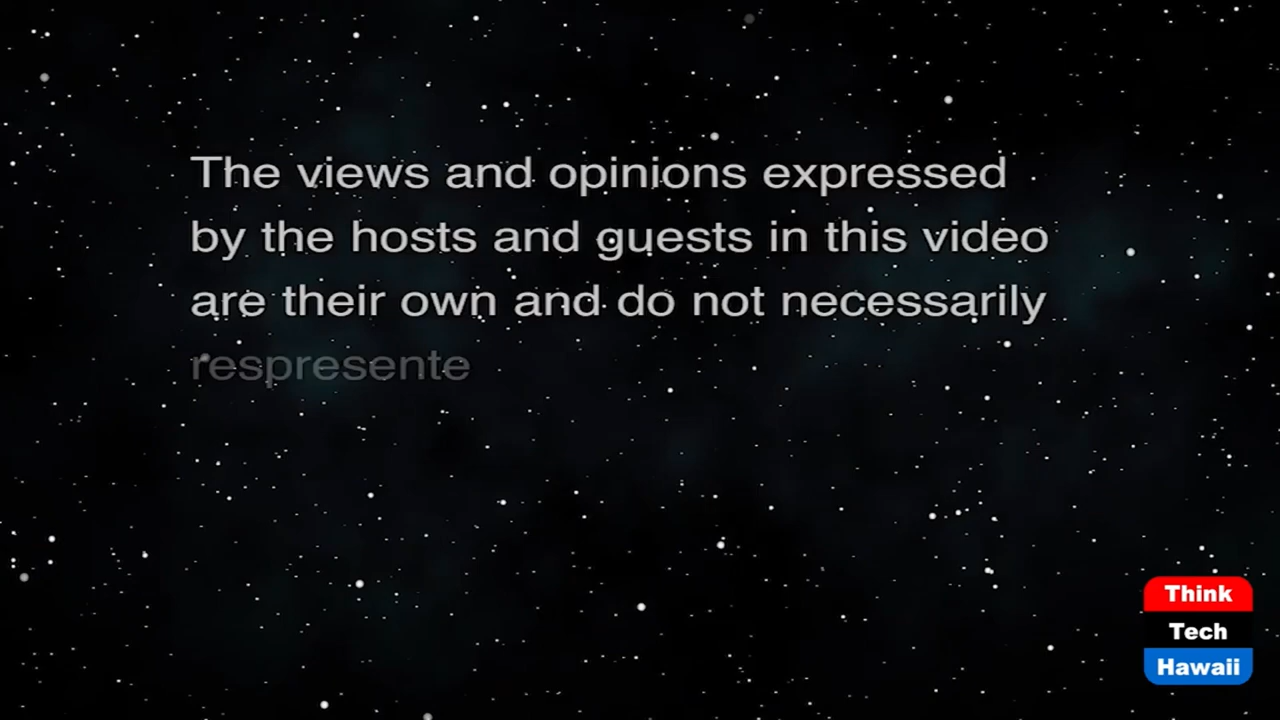 The views and opinions expressed
by the hosts and guests in this video
are their own and do not necessarily
respresente
Think
Tech
Hawaii